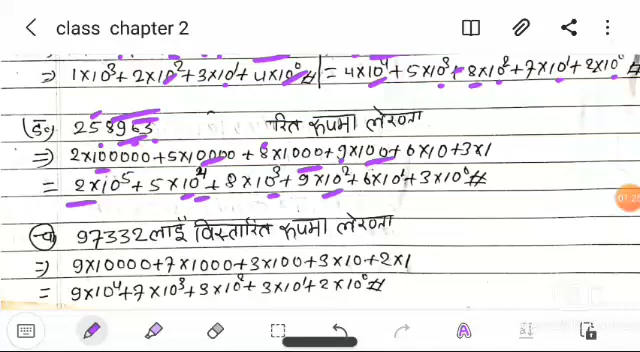 class chapter 2
⇒ 1×10³+2×10²+3×10¹+4×10⁰# = 4×10⁴+5×10³+8×10²+7×10¹+2×10⁰#
(ङ) 258963 रित रूपमा लेख्नुहोस्
⇒ 2×100000+5×10000+8×1000+9×100+6×10+3×1
= 2×10⁵+5×10⁴+8×10³+9×10²+6×10¹+3×10⁰#
(च) 97332लाई विस्तारित रूपमा लेख्नुहोस्
⇒ 9×10000+7×1000+3×100+3×10+2×1
= 9×10⁴+7×10³+3×10²+3×10¹+2×10⁰#